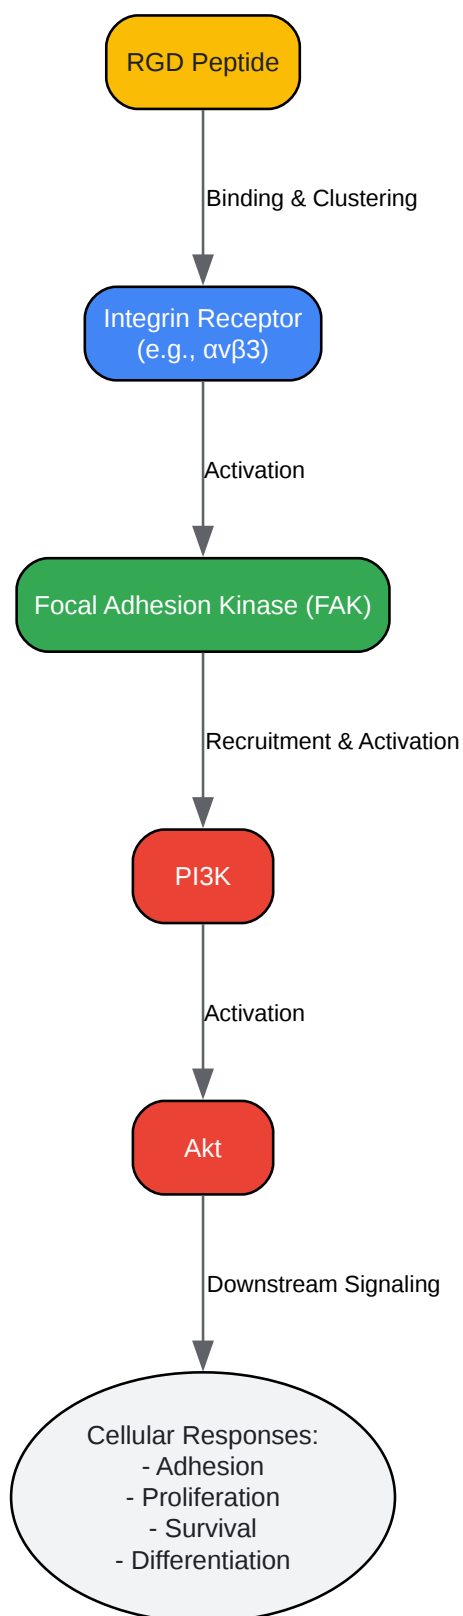 RGD Peptide
Binding & Clustering
Integrin Receptor
(e.g., αvβ3)
Activation
Focal Adhesion Kinase (FAK)
Recruitment & Activation
PI3K
Activation
Akt
Downstream Signaling
Cellular Responses:
- Adhesion
- Proliferation
- Survival
- Differentiation